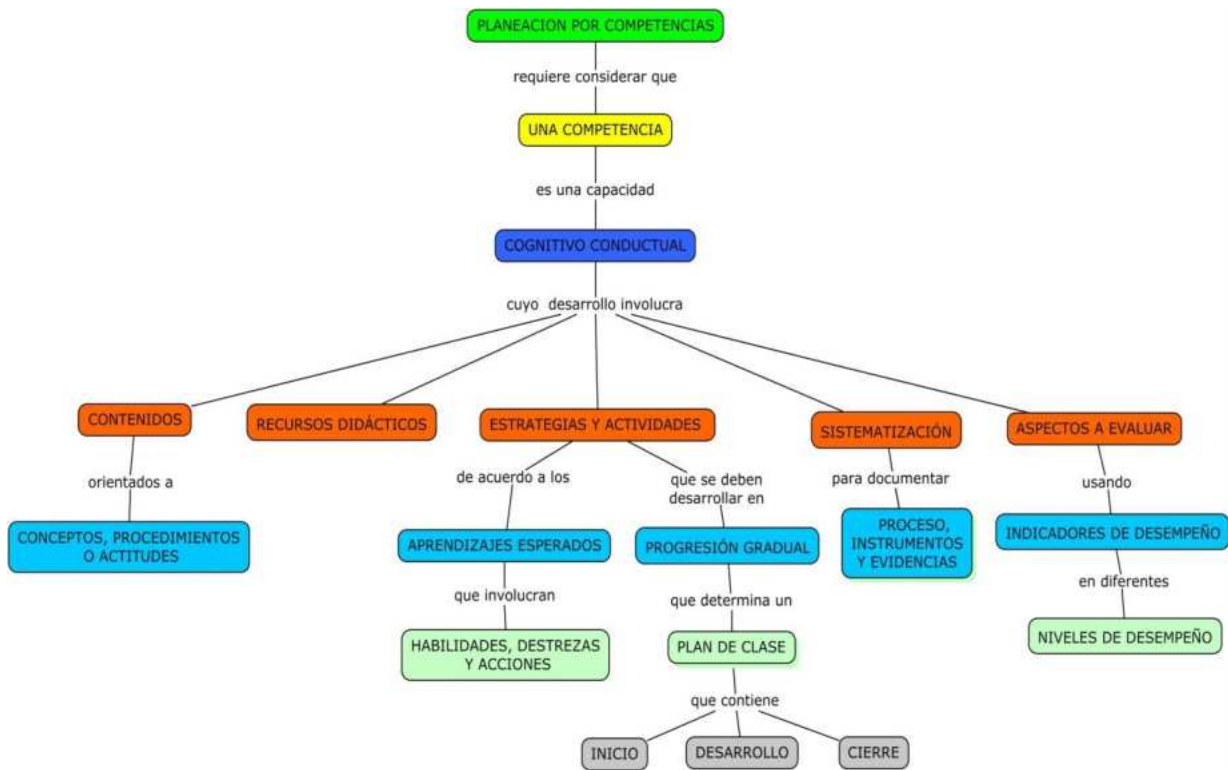 PLANEACION POR COMPETENCIAS
requiere considerar que
UNA COMPETENCIA
es una capacidad
COGNITIVO CONDUCTUAL
cuyo desarrollo involucra
CONTENIDOS
RECURSOS DIDÁCTICOS
ESTRATEGIAS Y ACTIVIDADES
SISTEMATIZACIÓN
ASPECTOS A EVALUAR
orientados a
de acuerdo a los
que se deben
desarrollar en
para documentar
usando
CONCEPTOS, PROCEDIMIENTOS
O ACTITUDES
APRENDIZAJES ESPERADOS
PROGRESIÓN GRADUAL
PROCESO,
INSTRUMENTOS
Y EVIDENCIAS
INDICADORES DE DESEMPEÑO
que involucran
que determina un
en diferentes
HABILIDADES, DESTREZAS
Y ACCIONES
PLAN DE CLASE
NIVELES DE DESEMPEÑO
que contiene
INICIO
DESARROLLO
CIERRE